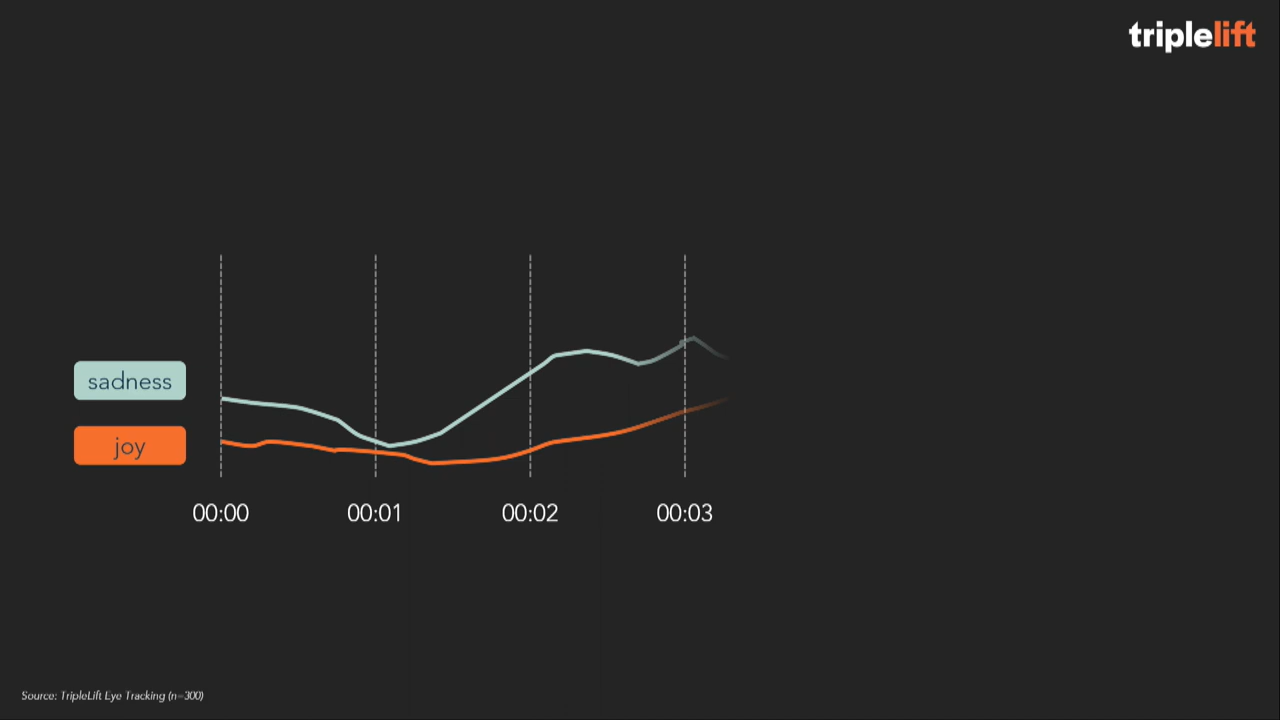 triplelift
sadness
joy
00:00
00:01
00:02
00:03
Source: TripleLift Eye Tracking (n=300)